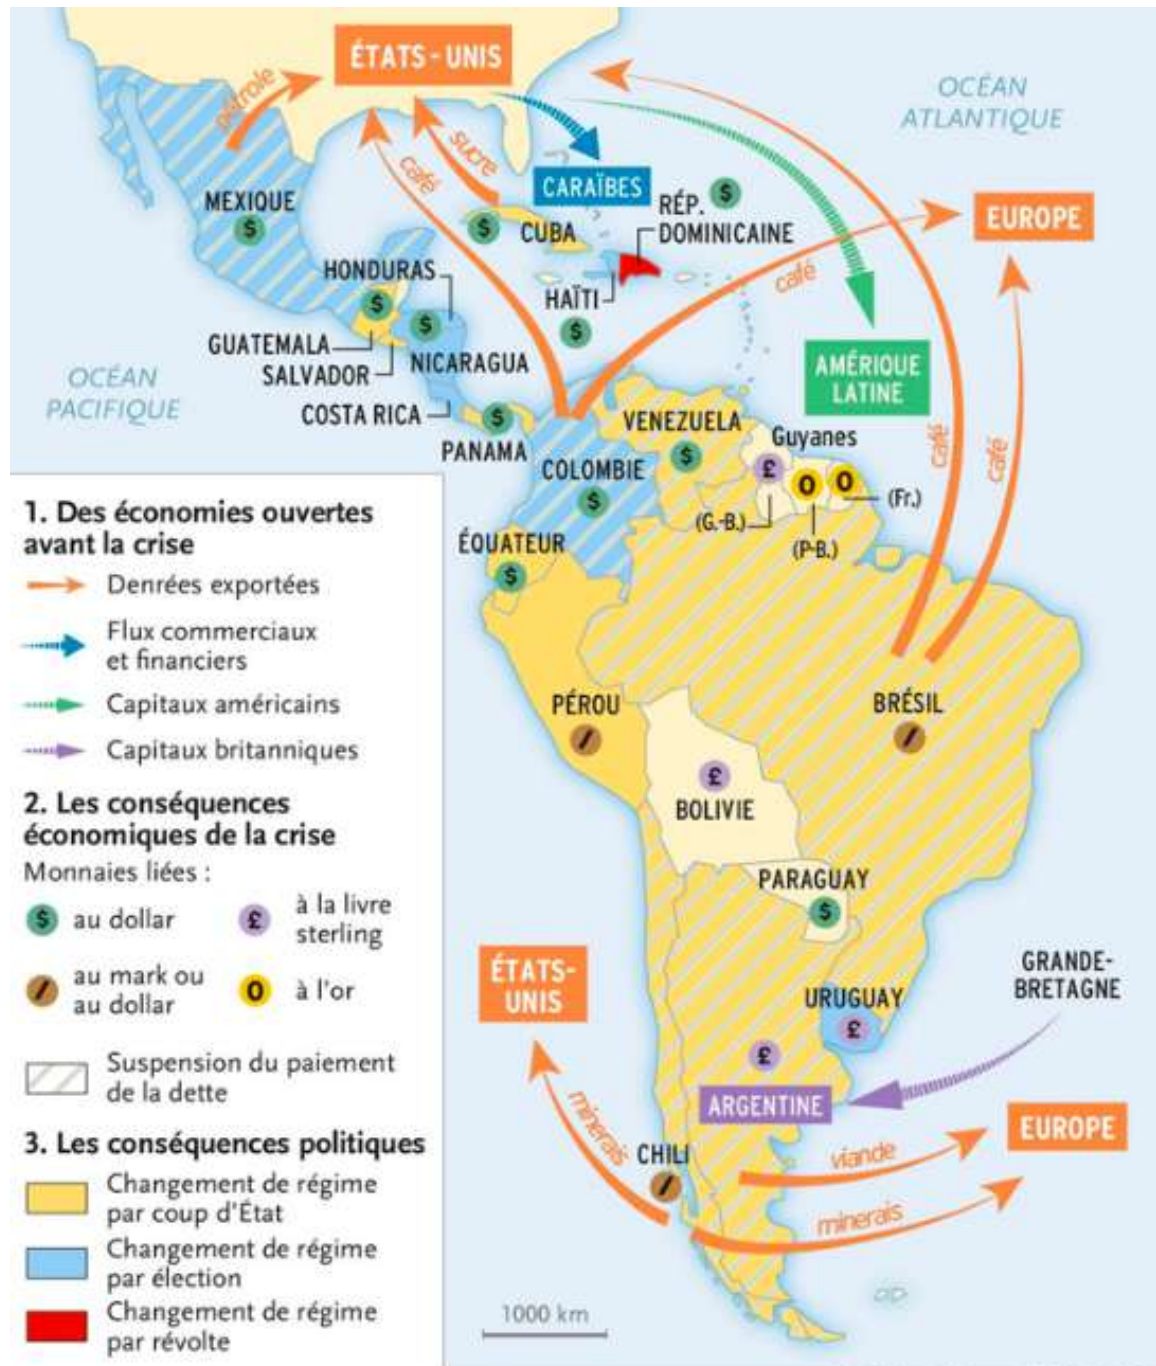 ÉTATS - UNIS
OCÉAN
ATLANTIQUE
pétrole
café
sucre
CARAÏBES
MEXIQUE
$
$
CUBA
RÉP.
DOMINICAINE
$
EUROPE
HONDURAS
HAÏTI
$
café
GUATEMALA
SALVADOR
$
$
NICARAGUA
OCÉAN
PACIFIQUE
COSTA RICA
PANAMA
$
AMÉRIQUE
LATINE
VENEZUELA
$
Guyanes
£
O
O
(G.-B.)
(P-B.)
(Fr.)
café
café
COLOMBIE
$
ÉQUATEUR
$
PÉROU
BRÉSIL
£
BOLIVIE
PARAGUAY
$
ÉTATS-
UNIS
GRANDE-
BRETAGNE
URUGUAY
£
£
ARGENTINE
EUROPE
minerais
CHILI
viande
minerais
1000 km
1. Des économies ouvertes
avant la crise
Denrées exportées
Flux commerciaux
et financiers
Capitaux américains
Capitaux britanniques
2. Les conséquences
économiques de la crise
Monnaies liées :
$ au dollar
£ à la livre
sterling
au mark ou
au dollar
O à l'or
Suspension du paiement
de la dette
3. Les conséquences politiques
Changement de régime
par coup d'État
Changement de régime
par élection
Changement de régime
par révolte